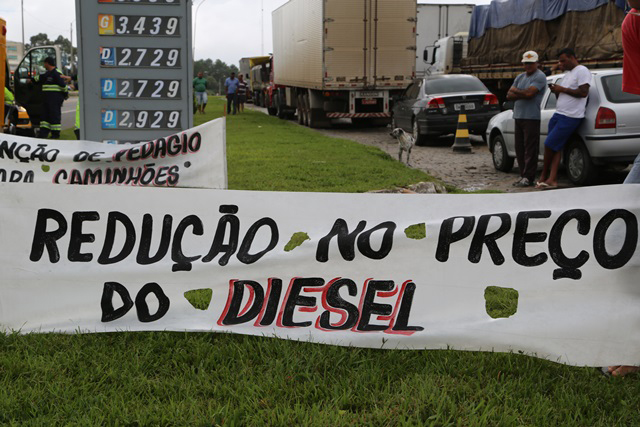 G 3,439
D 2,729
D 2,729
D 2,929
NÇÃO DE PEDÁGIO
ARA CAMINHÕES
REDUÇÃO NO PREÇO
DO DIESEL